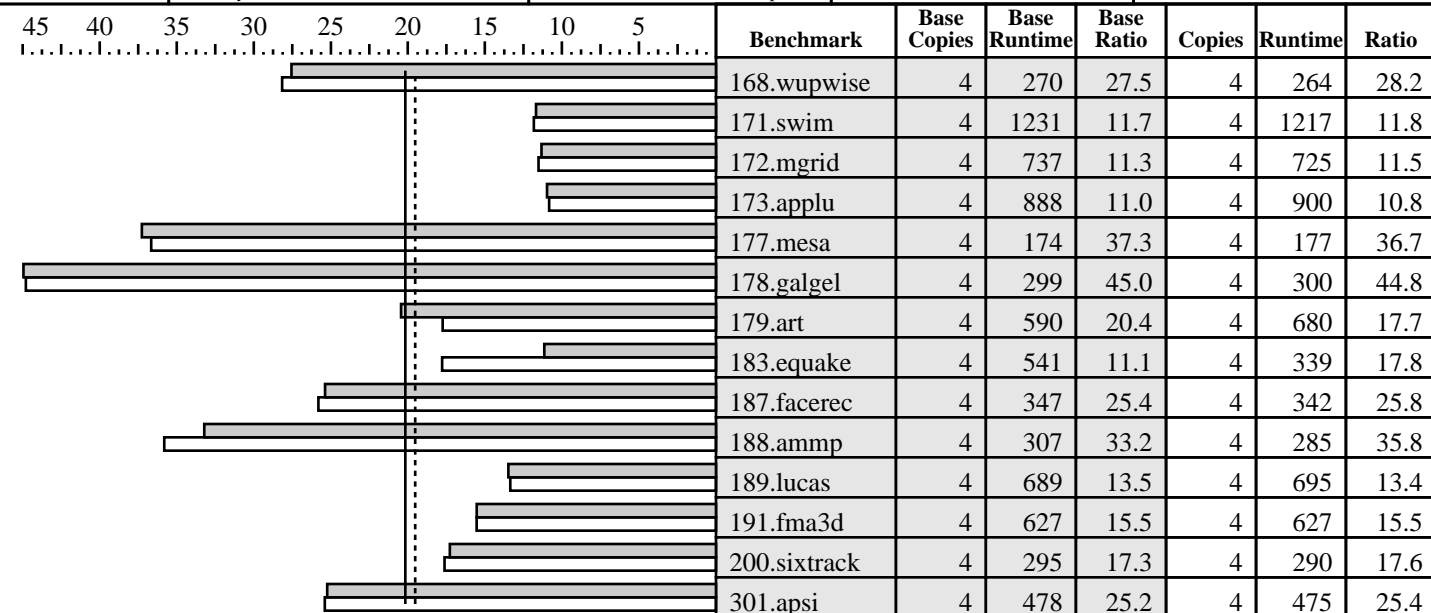 45 40 35 30 25 20 15 10 5
Benchmark Base Copies Base Runtime Base Ratio Copies Runtime Ratio
168.wupwise 4 270 27.5 4 264 28.2
171.swim 4 1231 11.7 4 1217 11.8
172.mgrid 4 737 11.3 4 725 11.5
173.applu 4 888 11.0 4 900 10.8
177.mesa 4 174 37.3 4 177 36.7
178.galgel 4 299 45.0 4 300 44.8
179.art 4 590 20.4 4 680 17.7
183.equake 4 541 11.1 4 339 17.8
187.facerec 4 347 25.4 4 342 25.8
188.ammp 4 307 33.2 4 285 35.8
189.lucas 4 689 13.5 4 695 13.4
191.fma3d 4 627 15.5 4 627 15.5
200.sixtrack 4 295 17.3 4 290 17.6
301.apsi 4 478 25.2 4 475 25.4